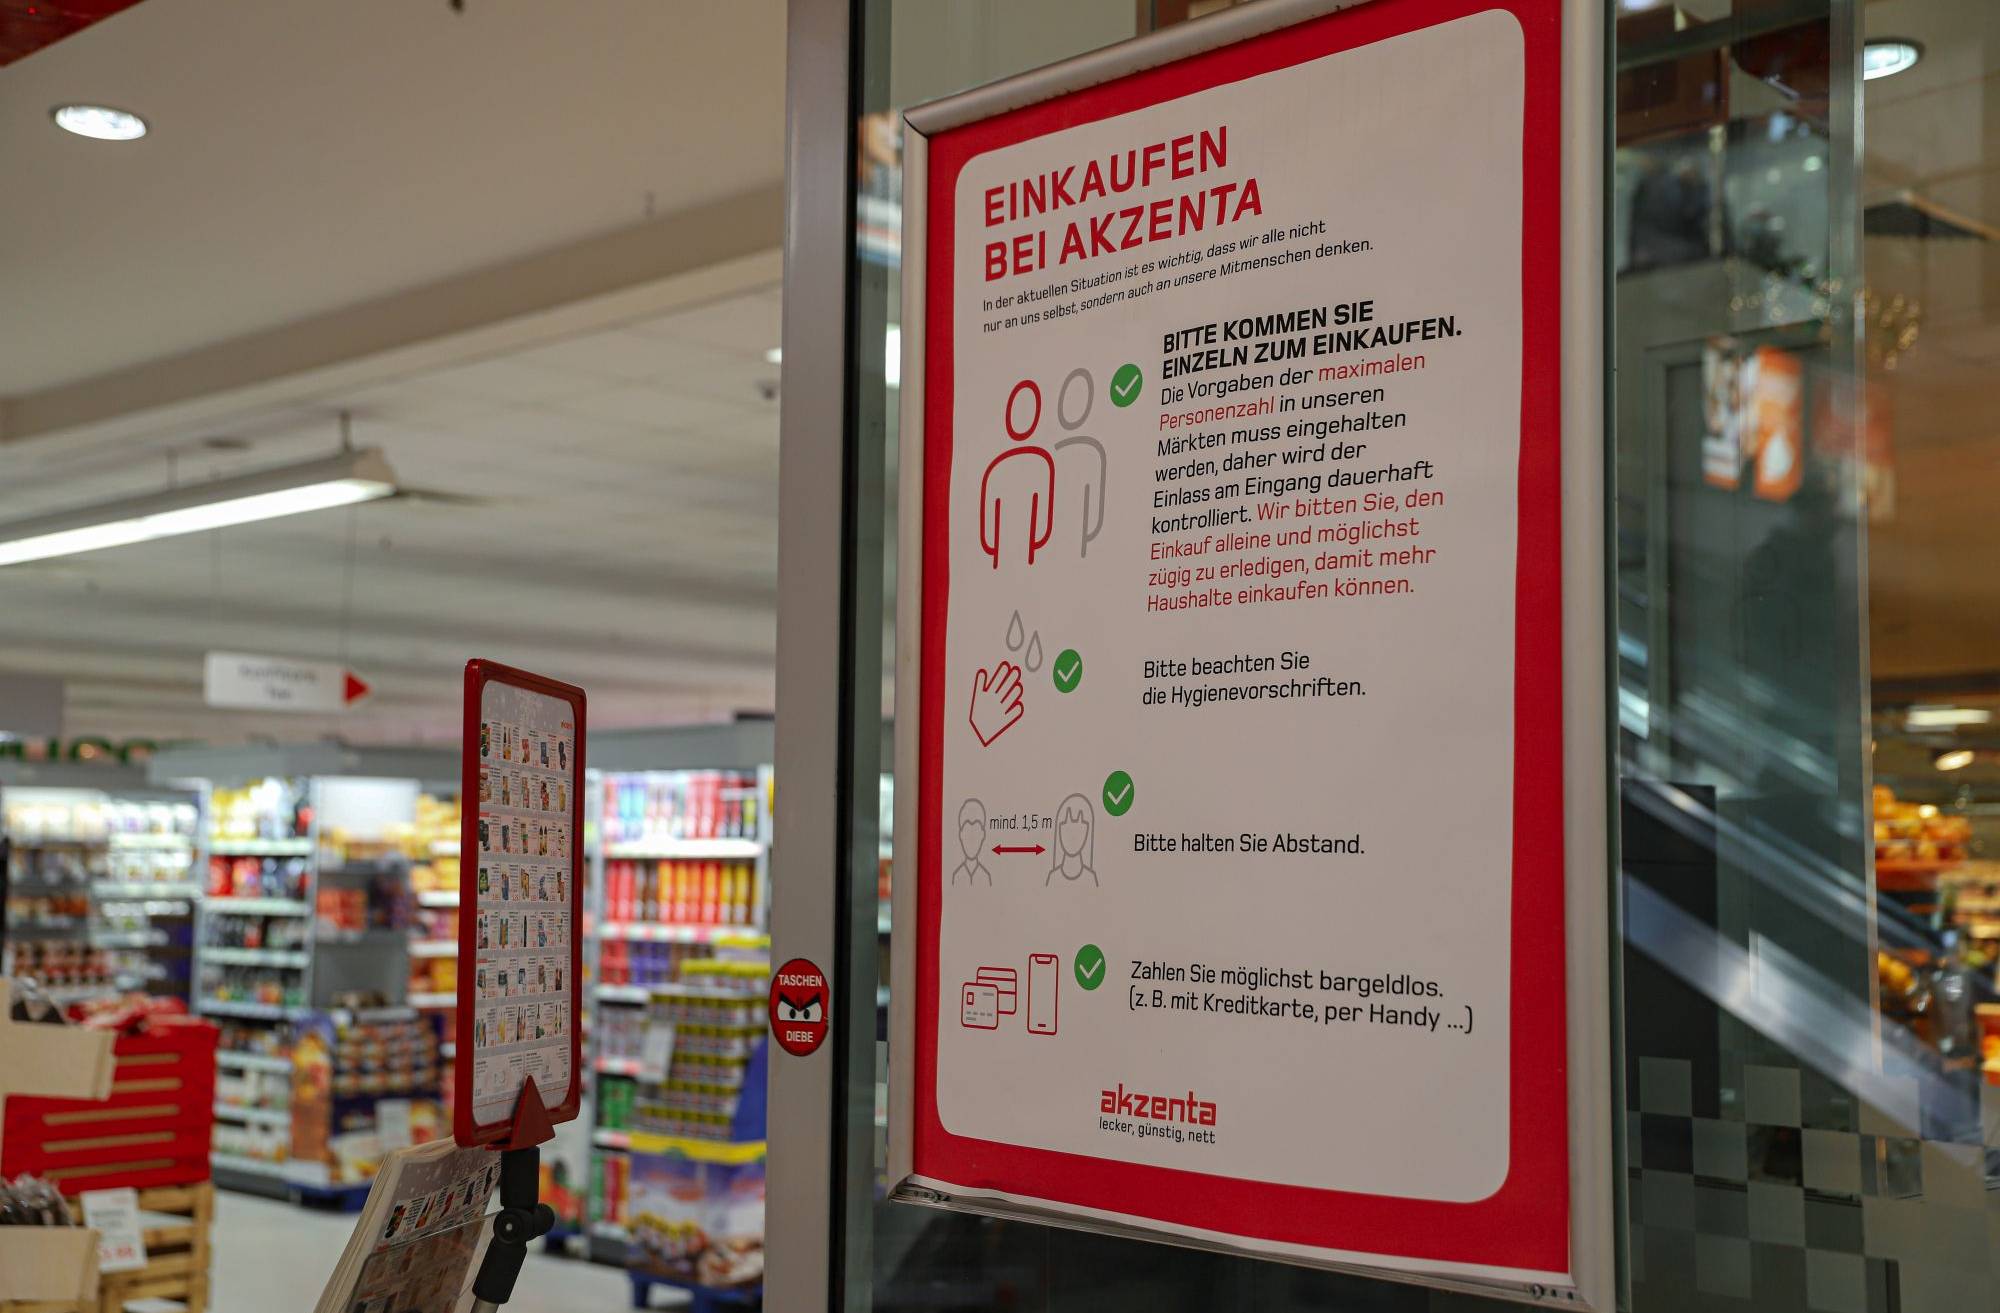 EINKAUFEN
BEI AKZENTA
In der aktuellen Situation ist es wichtig, dass wir alle nicht
nur an uns selbst, sondern auch an unsere Mitmenschen denken.
BITTE KOMMEN SIE
EINZELN ZUM EINKAUFEN.
Die Vorgaben der maximalen
Personenzahl in unseren
Märkten muss eingehalten
werden, daher wird der
Einlass am Eingang dauerhaft
kontrolliert. Wir bitten Sie, den
Einkauf alleine und möglichst
zügig zu erledigen, damit mehr
Haushalte einkaufen können.
Bitte beachten Sie
die Hygienevorschriften.
mind. 1,5 m
Bitte halten Sie Abstand.
Zahlen Sie möglichst bargeldlos.
(z. B. mit Kreditkarte, per Handy ...)
akzenta
lecker, günstig, nett
TASCHEN
DIEBE